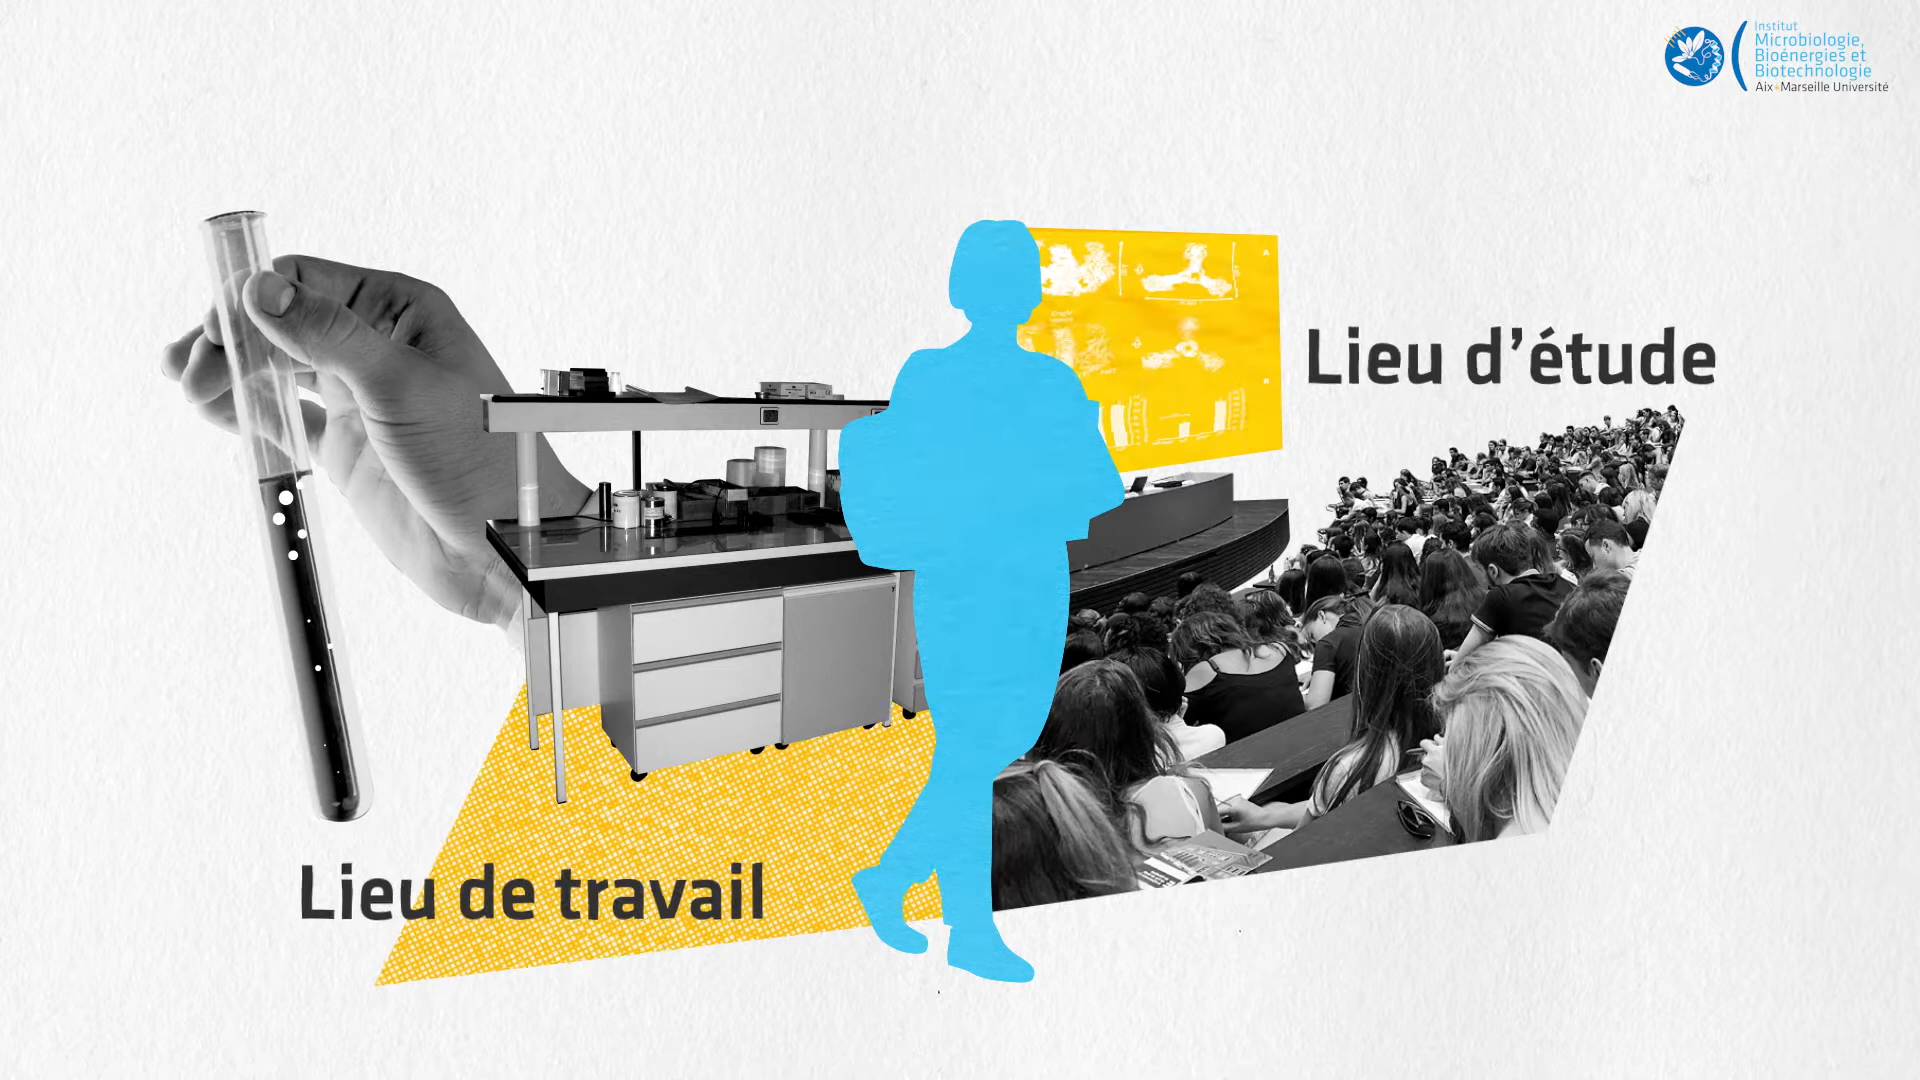 Institut
Microbiologie,
Bioénergies et
Biotechnologie
Aix+Marseille Université
Lieu d'étude
Lieu de travail